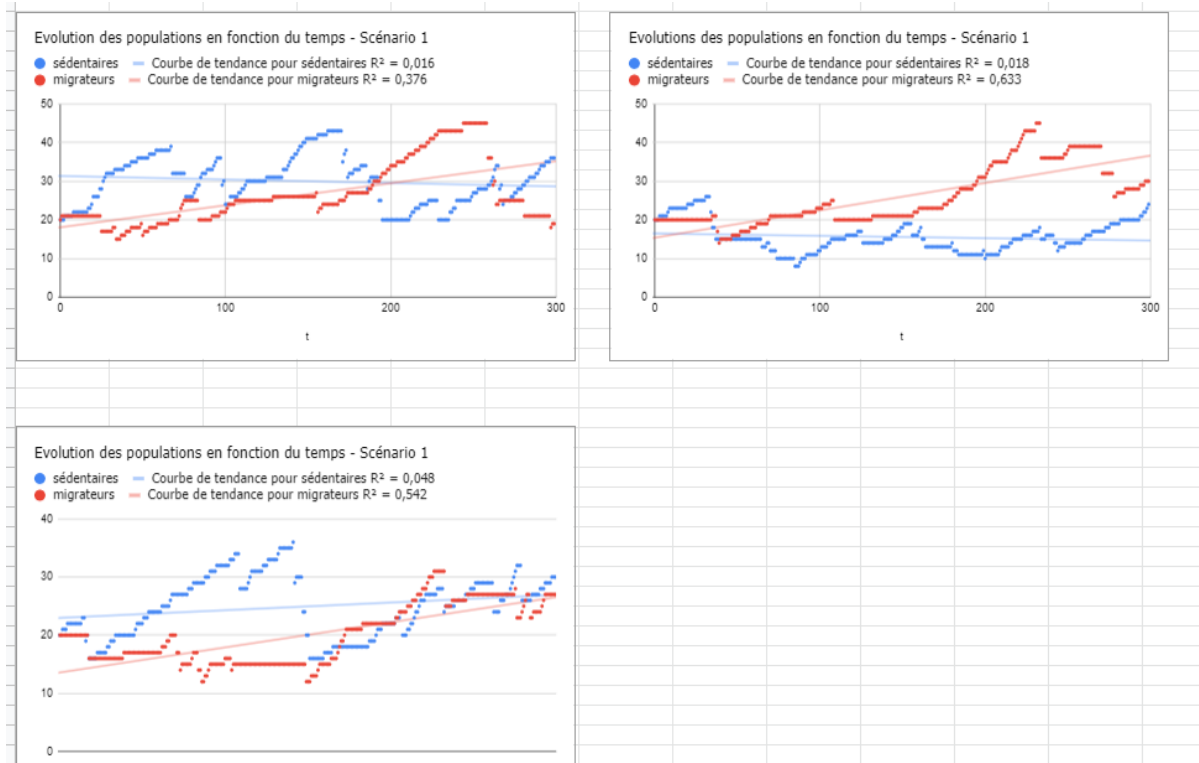 Evolution des populations en fonction du temps - Scénario 1
sédentaires Courbe de tendance pour sédentaires R² = 0,016
migrateurs Courbe de tendance pour migrateurs R² = 0,376
50
40
30
20
10
0
0 100 200 300
t
Evolutions des populations en fonction du temps - Scénario 1
sédentaires Courbe de tendance pour sédentaires R² = 0,018
migrateurs Courbe de tendance pour migrateurs R² = 0,633
50
40
30
20
10
0
0 100 200 300
t
Evolution des populations en fonction du temps - Scénario 1
sédentaires Courbe de tendance pour sédentaires R² = 0,048
migrateurs Courbe de tendance pour migrateurs R² = 0,542
40
30
20
10
0